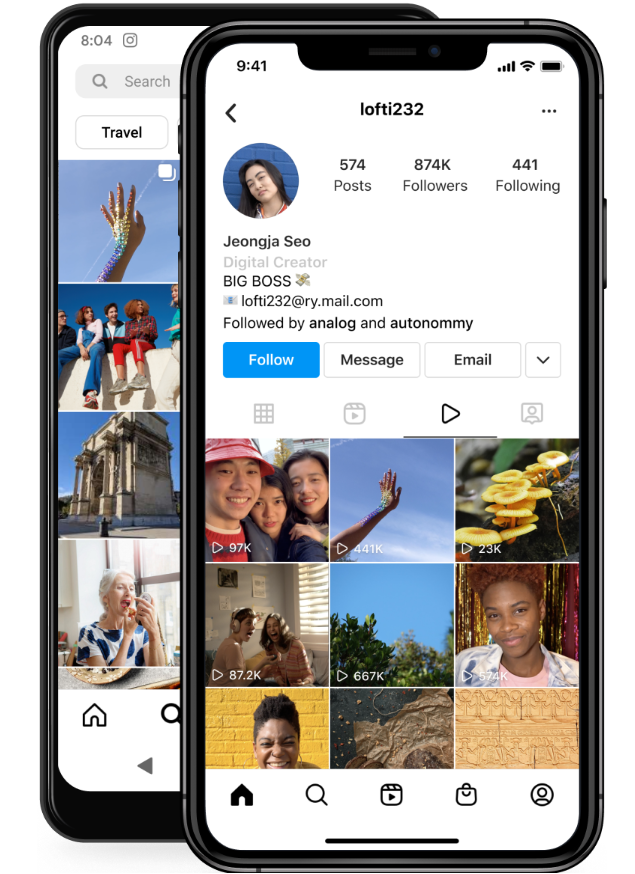 8:04
Search
Travel
9:41
lofti232
574 874K 441
Posts Followers Following
Jeongja Seo
Digital Creator
BIG BOSS 💸
📧 lofti232@ry.mail.com
Followed by analog and autonommy
Follow Message Email
97K 441K 23K
87.2K 667K 574K